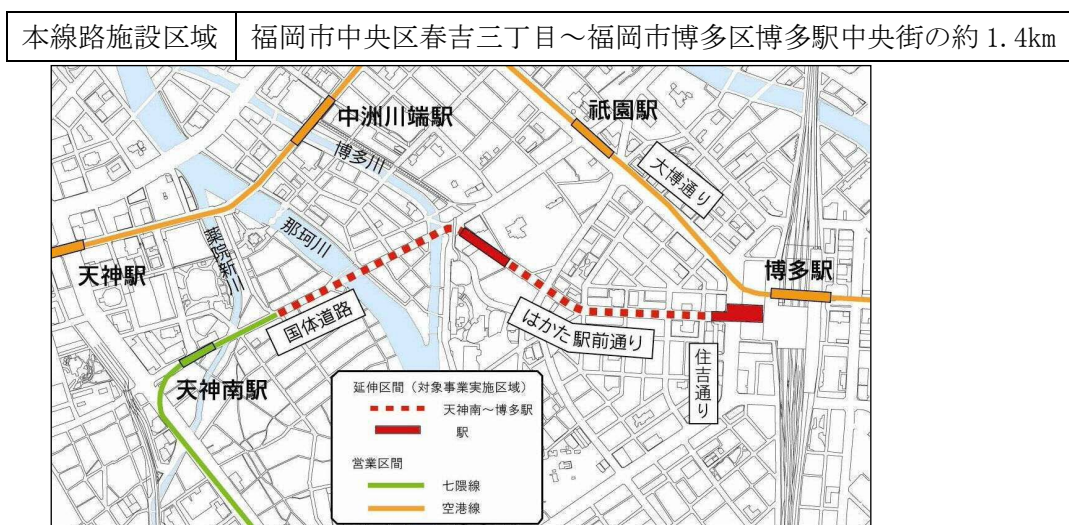 本線路施設区域 福岡市中央区春吉三丁目～福岡市博多区博多駅中央街の約1.4km
中洲川端駅
祇園駅
博多川
大博通り
那珂川
薬院新川
天神駅
博多駅
国体道路
はかた駅前通り
住吉通り
天神南駅
延伸区間（対象事業実施区域）
天神南～博多駅
駅
営業区間
七隈線
空港線